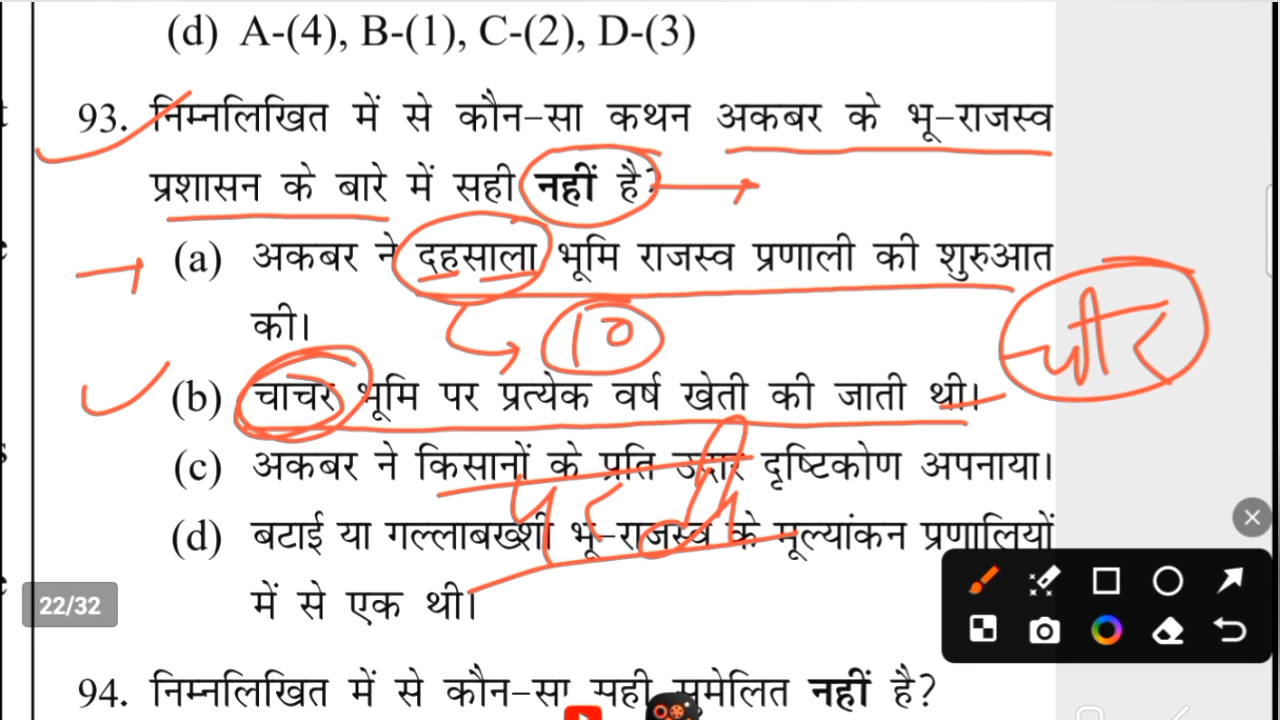 (d) A-(4), B-(1), C-(2), D-(3)
93. निम्नलिखित में से कौन-सा कथन अकबर के भू-राजस्व
प्रशासन के बारे में सही नहीं है?
(a) अकबर ने दहसाला भूमि राजस्व प्रणाली की शुरुआत
की।
10
(b) चाचर भूमि पर प्रत्येक वर्ष खेती की जाती थी।
(c) अकबर ने किसानों के प्रति उदार दृष्टिकोण अपनाया।
(d) बटाई या गल्लाबख्शी भू-राजस्व के मूल्यांकन प्रणालियों
में से एक थी।
22/32
94. निम्नलिखित में से कौन-सा सही सुमेलित नहीं है?